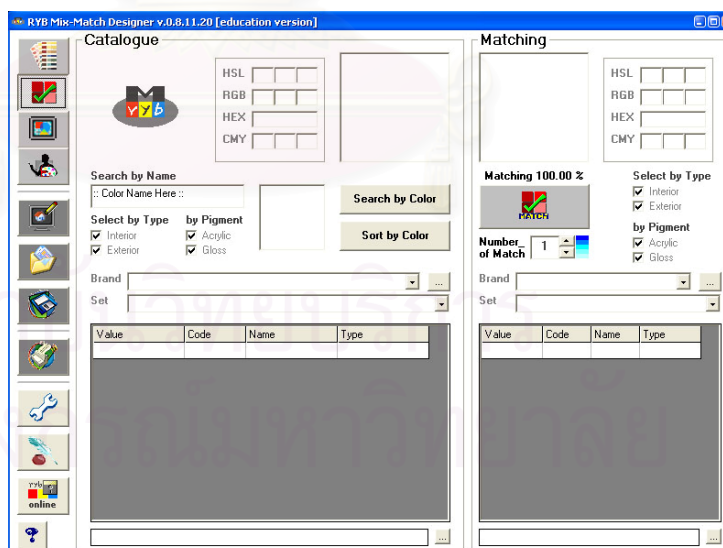 RYB Mix-Match Designer v.0.8.11.20 [education version]
Catalogue
HSL
RGB
HEX
CMY
ryb
Search by Name
:: Color Name Here ::
Search by Color
Select by Type
by Pigment
Interior
Acrylic
Exterior
Gloss
Sort by Color
Brand
...
Set
Value Code Name Type
...
Matching
HSL
RGB
HEX
CMY
Matching 100.00 %
MATCH
Select by Type
Interior
Exterior
by Pigment
Acrylic
Gloss
Number_
of Match
1
Brand
...
Set
Value Code Name Type
...
ryb
online
?